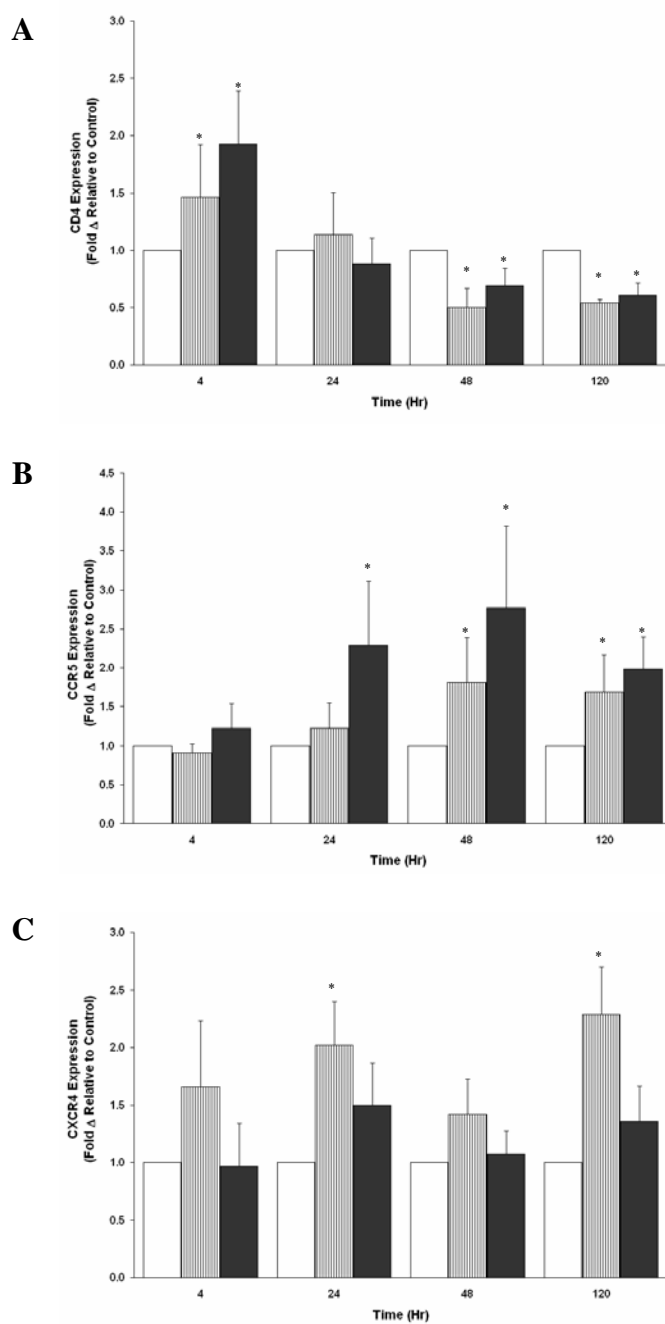 A
CD4 Expression
(Fold Δ Relative to Control)
3.0
2.5
2.0
1.5
1.0
0.5
0.0
* *
* *
* *
4 24 48 120
Time (Hr)
B
CCR5 Expression
(Fold Δ Relative to Control)
4.5
4.0
3.5
3.0
2.5
2.0
1.5
1.0
0.5
0.0
*
* *
* *
4 24 48 120
Time (Hr)
C
CXCR4 Expression
(Fold Δ Relative to Control)
3.0
2.5
2.0
1.5
1.0
0.5
0.0
*
*
4 24 48 120
Time (Hr)